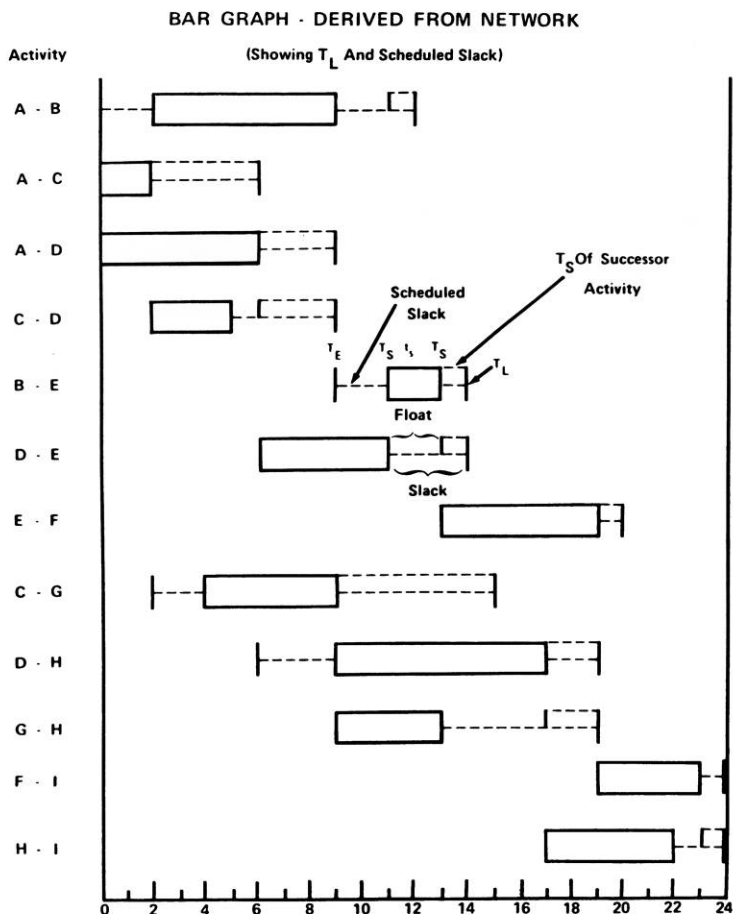 BAR GRAPH - DERIVED FROM NETWORK
Activity
(Showing TL And Scheduled Slack)
A - B
A - C
A - D
C - D
TS Of Successor
Activity
Scheduled
Slack
TE
TS
ts
TS
TL
B - E
Float
D - E
Slack
E - F
C - G
D - H
G - H
F - I
H - I
0 2 4 6 8 10 12 14 16 18 20 22 24